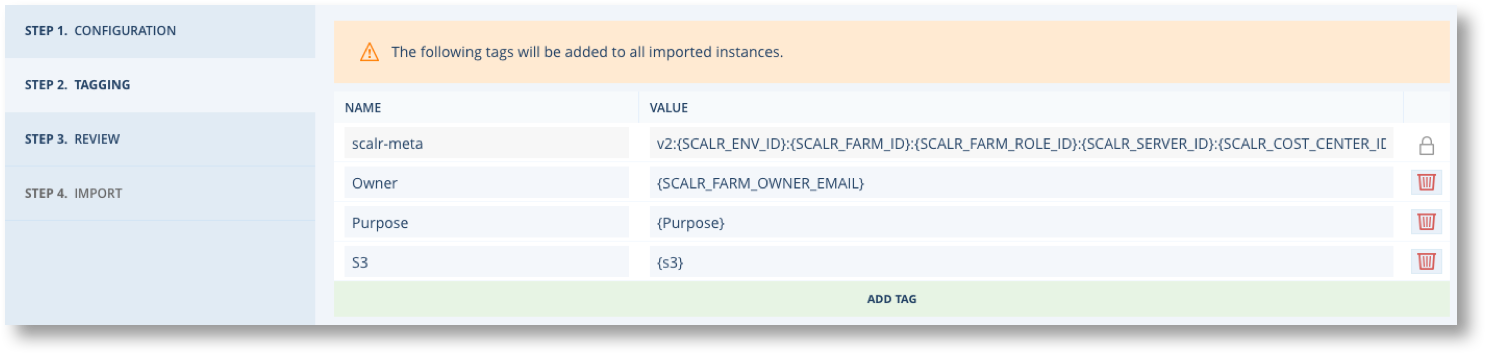 STEP 1. CONFIGURATION
STEP 2. TAGGING
STEP 3. REVIEW
STEP 4. IMPORT
The following tags will be added to all imported instances.
NAME VALUE
scalr-meta v2:{SCALR_ENV_ID}:{SCALR_FARM_ID}:{SCALR_FARM_ROLE_ID}:{SCALR_SERVER_ID}:{SCALR_COST_CENTER_ID
Owner {SCALR_FARM_OWNER_EMAIL}
Purpose {Purpose}
S3 {s3}
ADD TAG